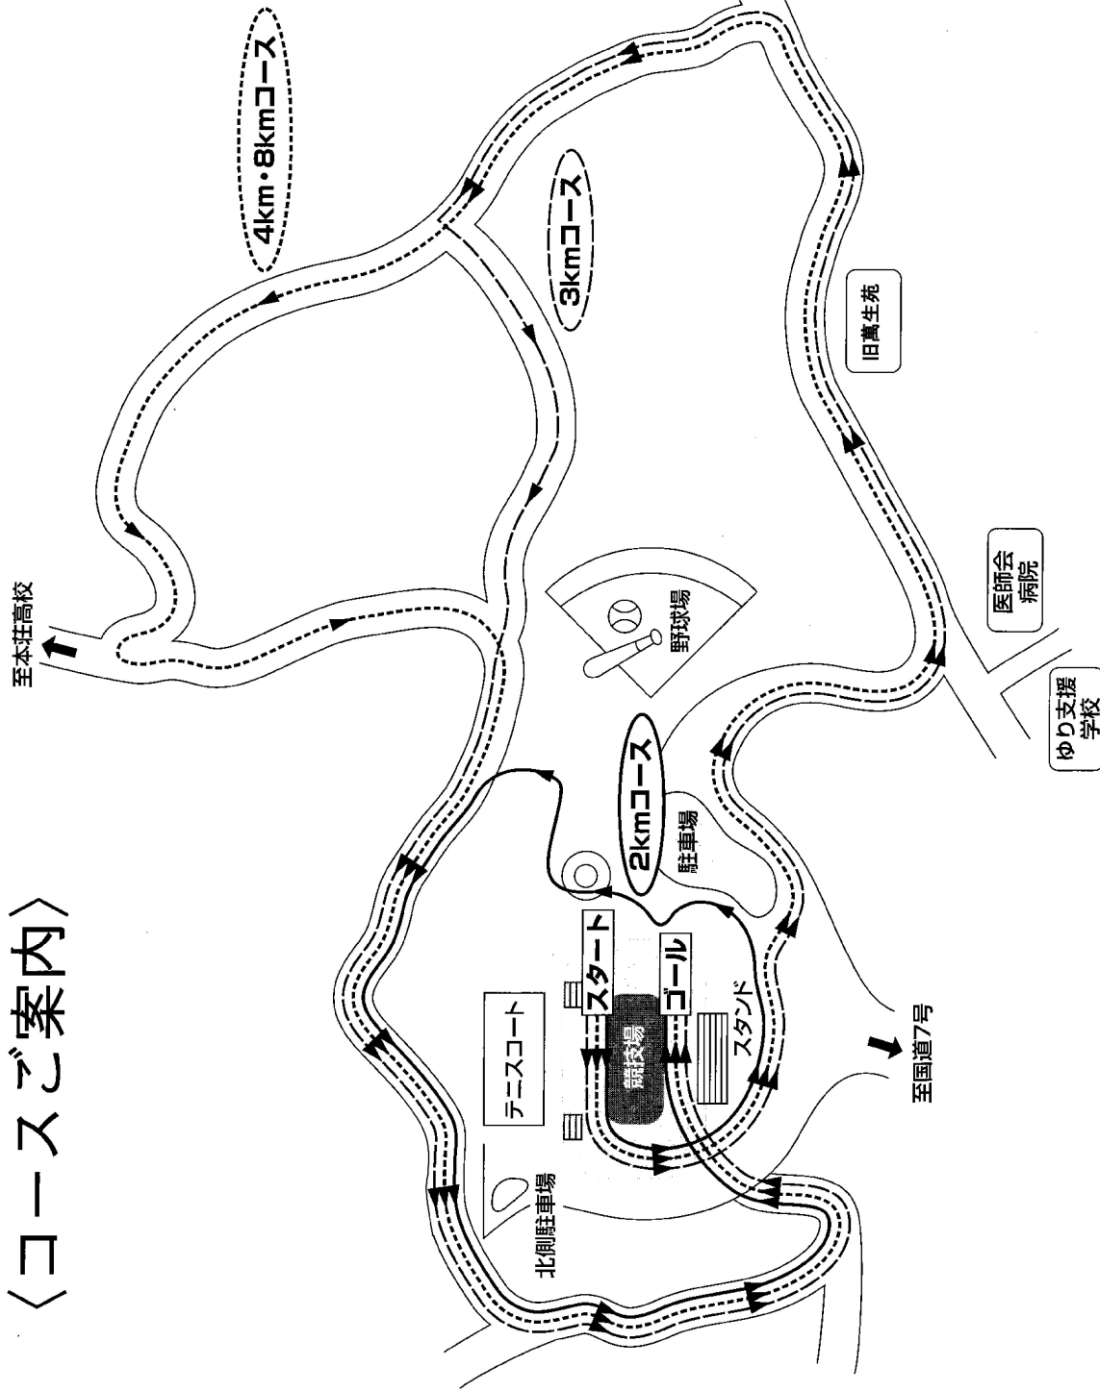 〈コースご案内〉
至本荘高校
4km・8kmコース
3kmコース
2kmコース
テニスコート
北側駐車場
スタート
競技場
ゴール
スタンド
駐車場
野球場
旧萬生苑
医師会
病院
ゆり支援
学校
至国道7号